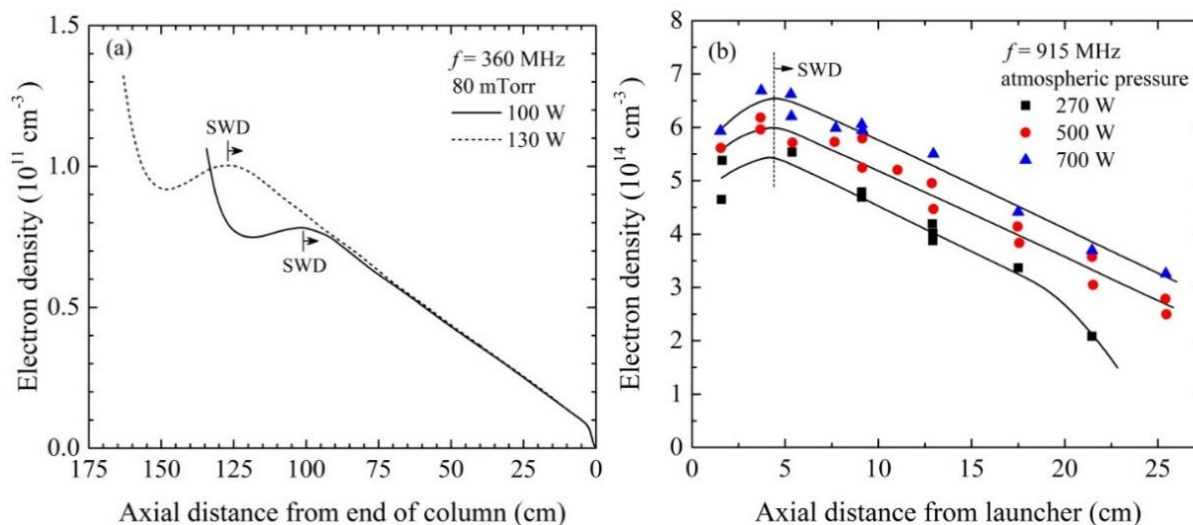 (a)
f = 360 MHz
80 mTorr
100 W
130 W
SWD
SWD
1.5
1.0
0.5
0.0
Electron density (10¹¹ cm⁻³)
175 150 125 100 75 50 25 0
Axial distance from end of column (cm)
(b)
SWD
f = 915 MHz
atmospheric pressure
270 W
500 W
700 W
8
7
6
5
4
3
2
1
0
Electron density (10¹⁴ cm⁻³)
0 5 10 15 20 25
Axial distance from launcher (cm)